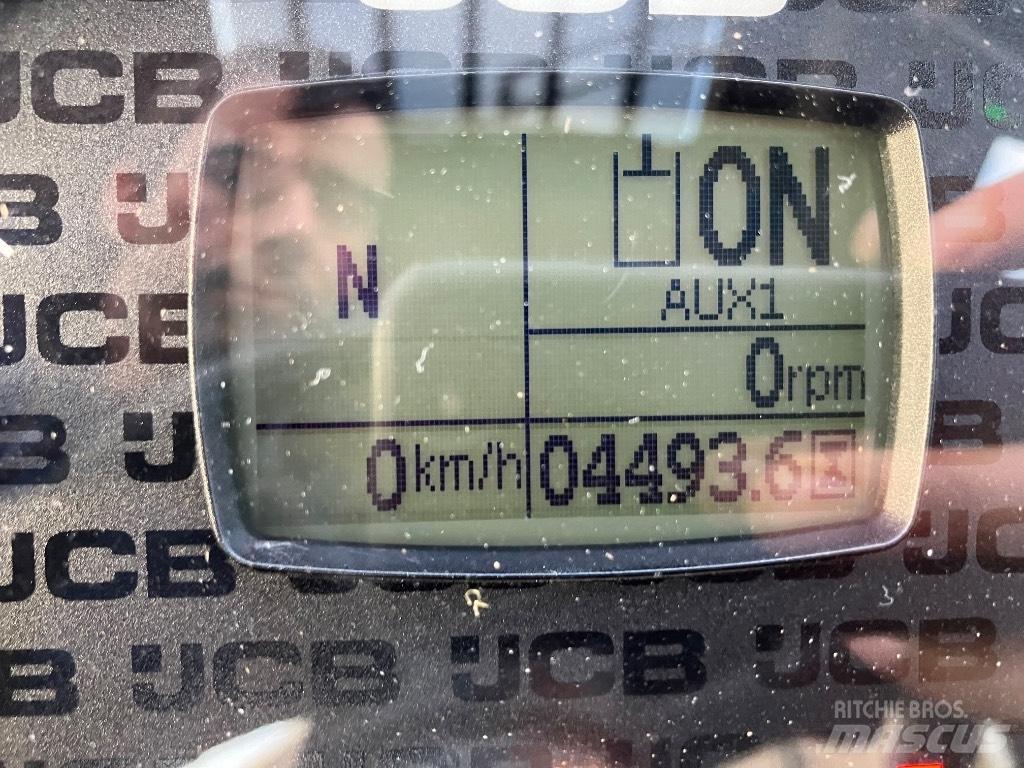 JCB JCB JCB JCB
JCB JCB
N
ON
AUX1
0rpm
0km/h
04493.6
JCB JCB
JCB JCB
JCB JCB JCB
JCB JCB JCB JCB
RITCHIE BROS.
MASCUS